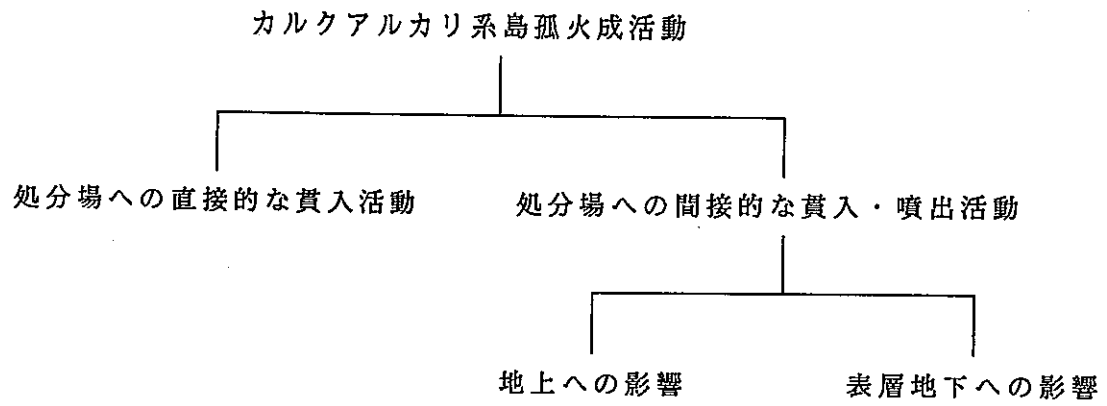 カルクアルカリ系島孤火成活動
処分場への直接的な貫入活動
処分場への間接的な貫入・噴出活動
地上への影響
表層地下への影響